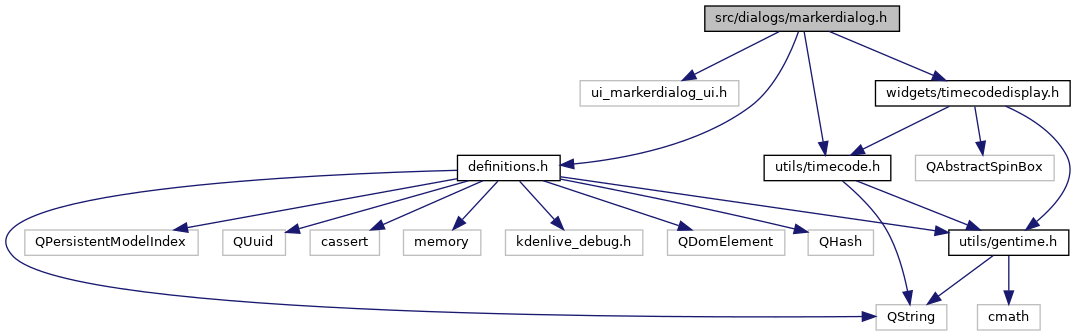 src/dialogs/markerdialog.h
ui_markerdialog_ui.h
widgets/timecodedisplay.h
definitions.h
utils/timecode.h
QAbstractSpinBox
QPersistentModelIndex
QUuid
cassert
memory
kdenlive_debug.h
QDomElement
QHash
utils/gentime.h
QString
cmath